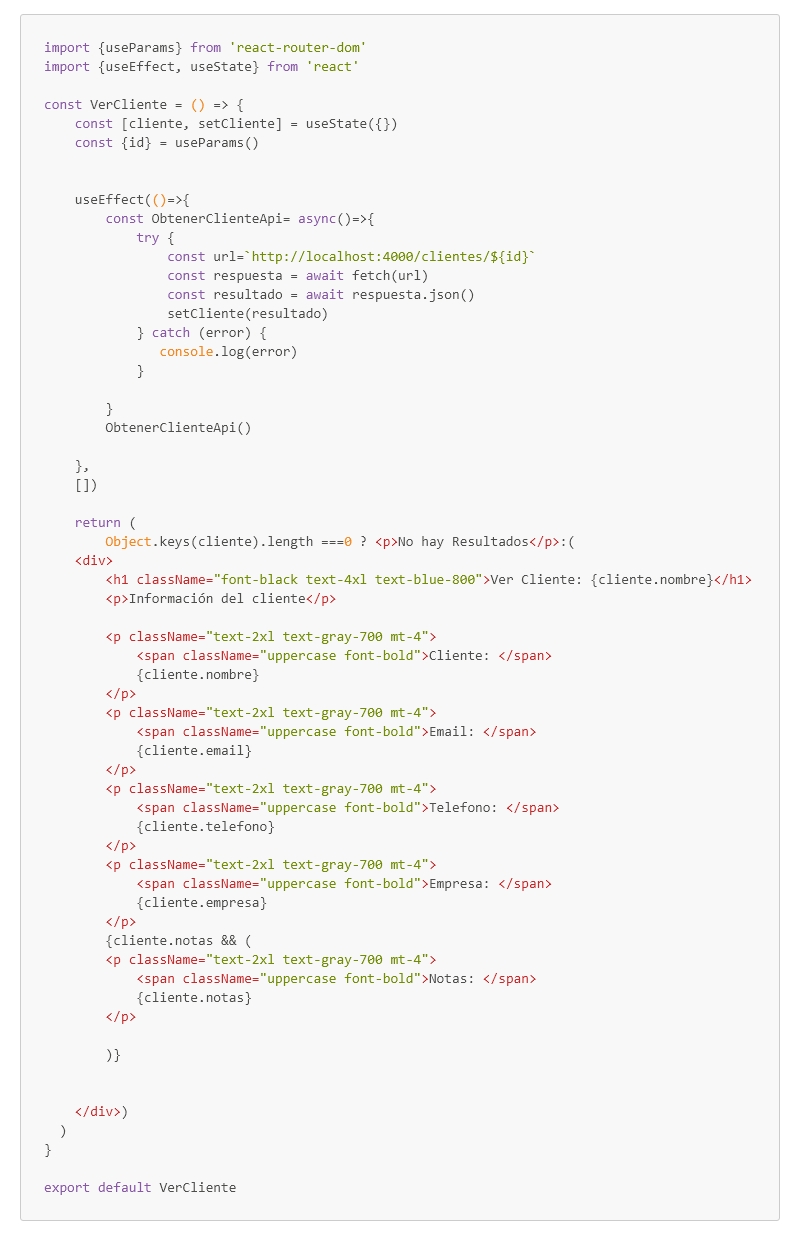 import {useParams} from 'react-router-dom'
import {useEffect, useState} from 'react'

const VerCliente = () => {
    const [cliente, setCliente] = useState({})
    const {id} = useParams()


    useEffect(()=>{
        const ObtenerClienteApi= async()=>{
            try {
                const url=`http://localhost:4000/clientes/${id}`
                const respuesta = await fetch(url)
                const resultado = await respuesta.json()
                setCliente(resultado)
            } catch (error) {
               console.log(error)
            }

        }
        ObtenerClienteApi()

    },
    [])

    return (
        Object.keys(cliente).length ===0 ? <p>No hay Resultados</p>:(
    <div>
        <h1 className="font-black text-4xl text-blue-800">Ver Cliente: {cliente.nombre}</h1>
        <p>Información del cliente</p>

        <p className="text-2xl text-gray-700 mt-4">
            <span className="uppercase font-bold">Cliente: </span>
            {cliente.nombre}
        </p>
        <p className="text-2xl text-gray-700 mt-4">
            <span className="uppercase font-bold">Email: </span>
            {cliente.email}
        </p>
        <p className="text-2xl text-gray-700 mt-4">
            <span className="uppercase font-bold">Telefono: </span>
            {cliente.telefono}
        </p>
        <p className="text-2xl text-gray-700 mt-4">
            <span className="uppercase font-bold">Empresa: </span>
            {cliente.empresa}
        </p>
        {cliente.notas && (
        <p className="text-2xl text-gray-700 mt-4">
            <span className="uppercase font-bold">Notas: </span>
            {cliente.notas}
        </p>

        )}


    </div>)
  )
}

export default VerCliente